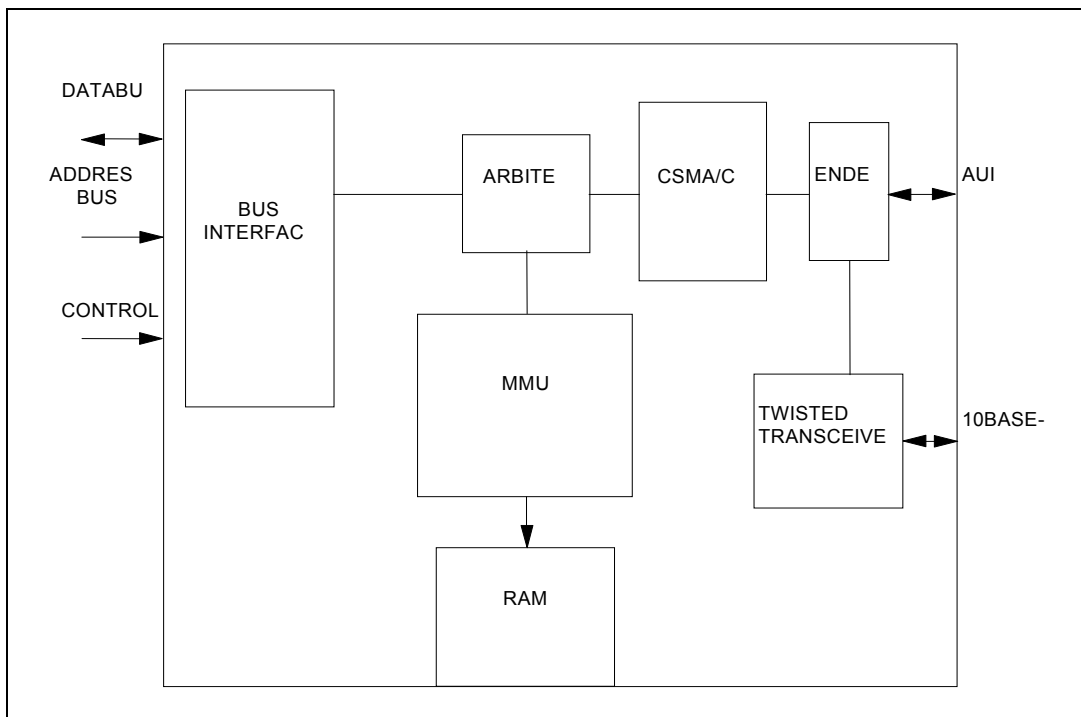 DATABU
ADDRES
BUS
CONTROL
BUS
INTERFAC
ARBITE
CSMA/C
ENDE
AUI
MMU
TWISTED
TRANSCEIVE
10BASE-
RAM